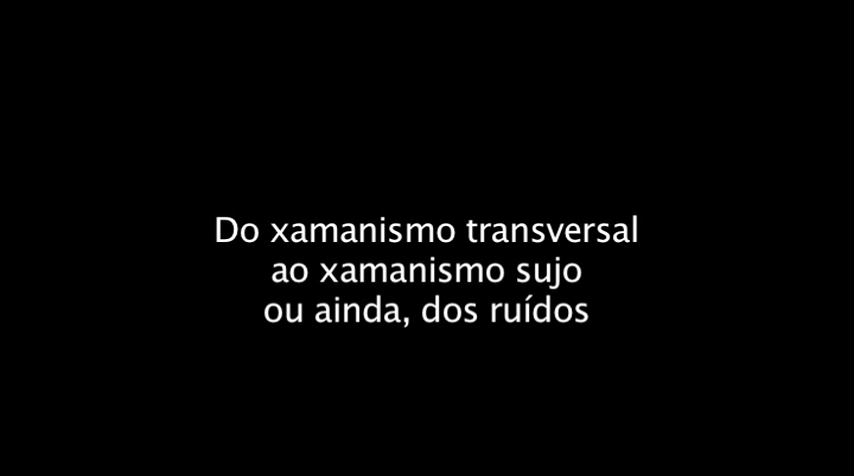 Do xamanismo transversal
ao xamanismo sujo
ou ainda, dos ruídos